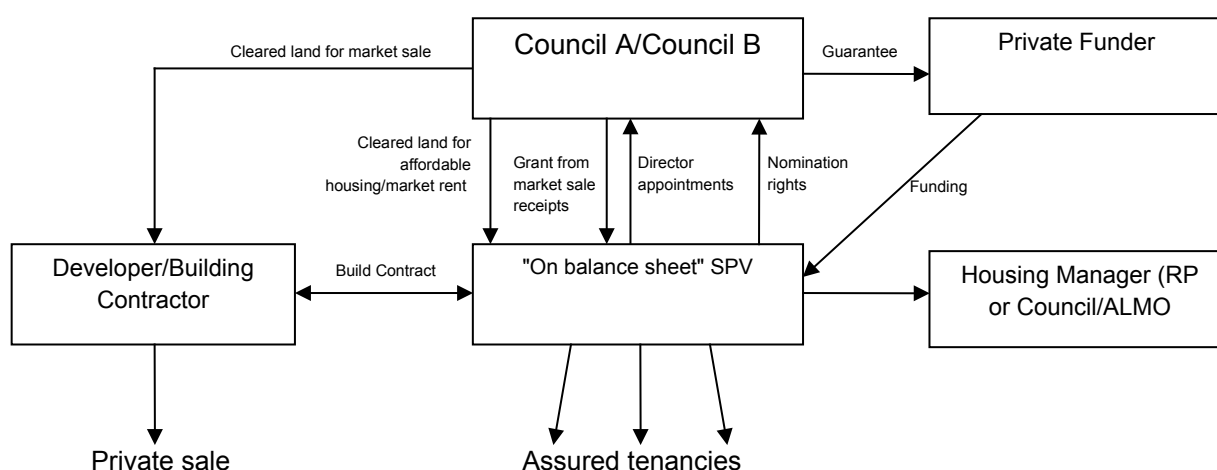 Cleared land for market sale
Council A/Council B
Guarantee
Private Funder
Cleared land for
affordable
housing/market rent
Grant from
market sale
receipts
Director
appointments
Nomination
rights
Funding
Developer/Building
Contractor
Build Contract
"On balance sheet" SPV
Housing Manager (RP
or Council/ALMO
Private sale
Assured tenancies